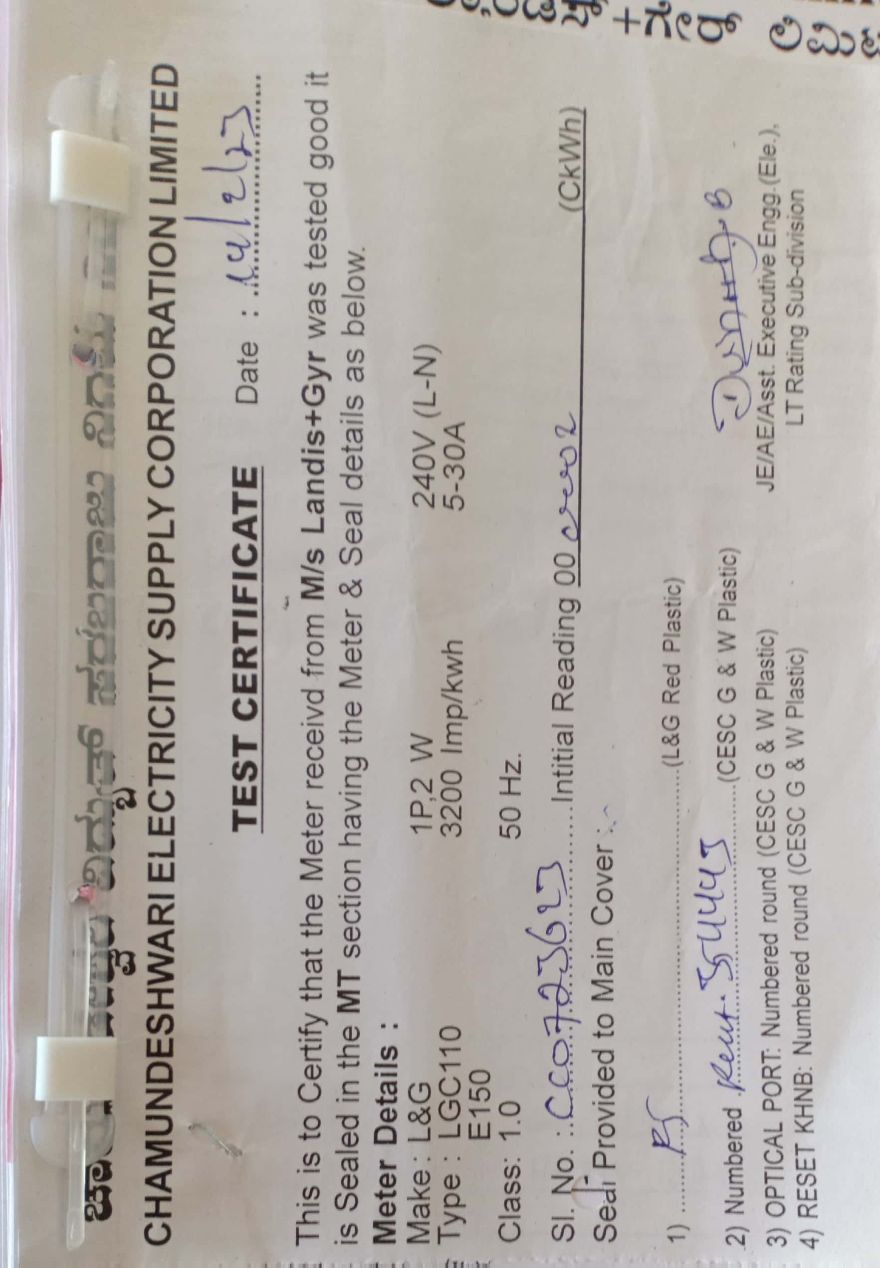 ವಿದ್ಯುತ್ ಸರಬರಾಜು
CHAMUNDESHWARI ELECTRICITY SUPPLY CORPORATION LIMITED
TEST CERTIFICATE Date : 14/2/23
This is to Certify that the Meter receivd from M/s Landis+Gyr was tested good it
is Sealed in the MT section having the Meter & Seal details as below.
Meter Details :
Make : L&G 1P,2 W 240V (L-N)
Type : LGC110 3200 Imp/kwh 5-30A
E150
Class: 1.0 50 Hz.
Sl. No. : Intitial Reading 00 (CkWh)
Seal Provided to Main Cover :
1) (L&G Red Plastic)
2) Numbered (CESC G & W Plastic)
3) OPTICAL PORT: Numbered round (CESC G & W Plastic)
4) RESET KHNB: Numbered round (CESC G & W Plastic)
JE/AE/Asst. Executive Engg.(Ele.),
LT Rating Sub-division
+ಗೇರ್